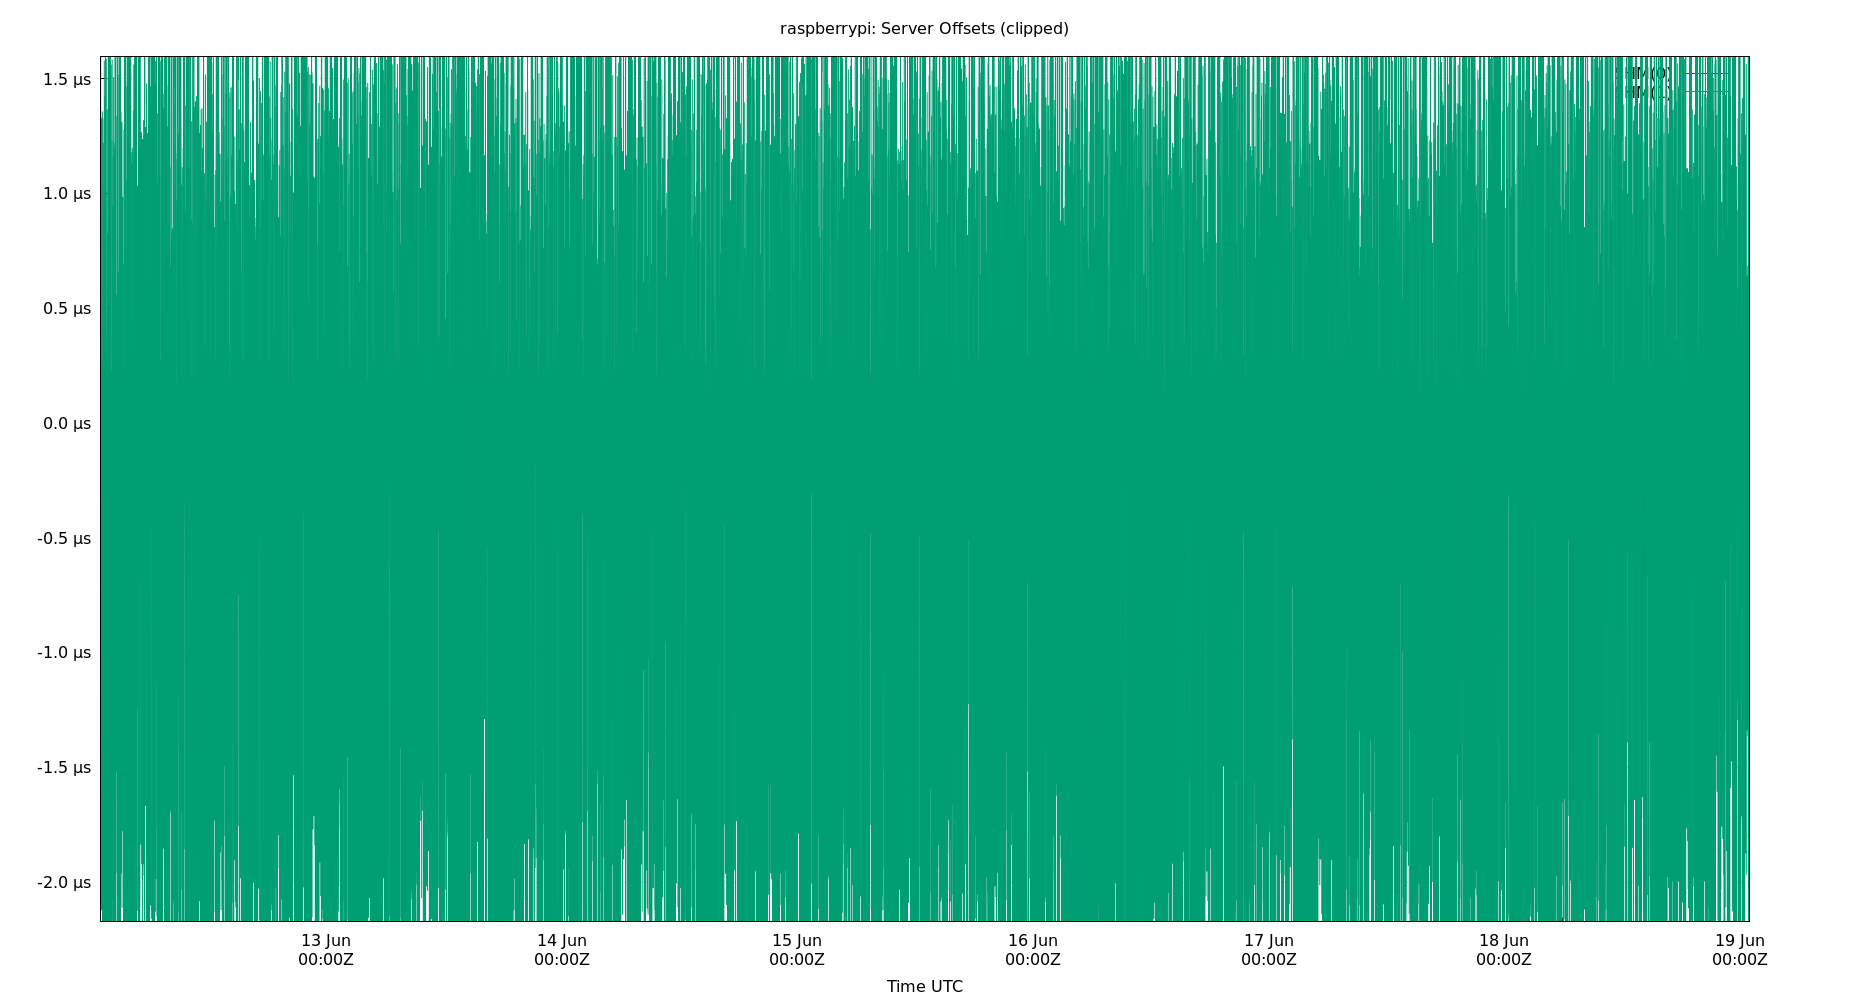 raspberrypi: Server Offsets (clipped)
1.5 µs
1.0 µs
0.5 µs
0.0 µs
-0.5 µs
-1.0 µs
-1.5 µs
-2.0 µs
13 Jun
00:00Z
14 Jun
00:00Z
15 Jun
00:00Z
16 Jun
00:00Z
17 Jun
00:00Z
18 Jun
00:00Z
19 Jun
00:00Z
Time UTC